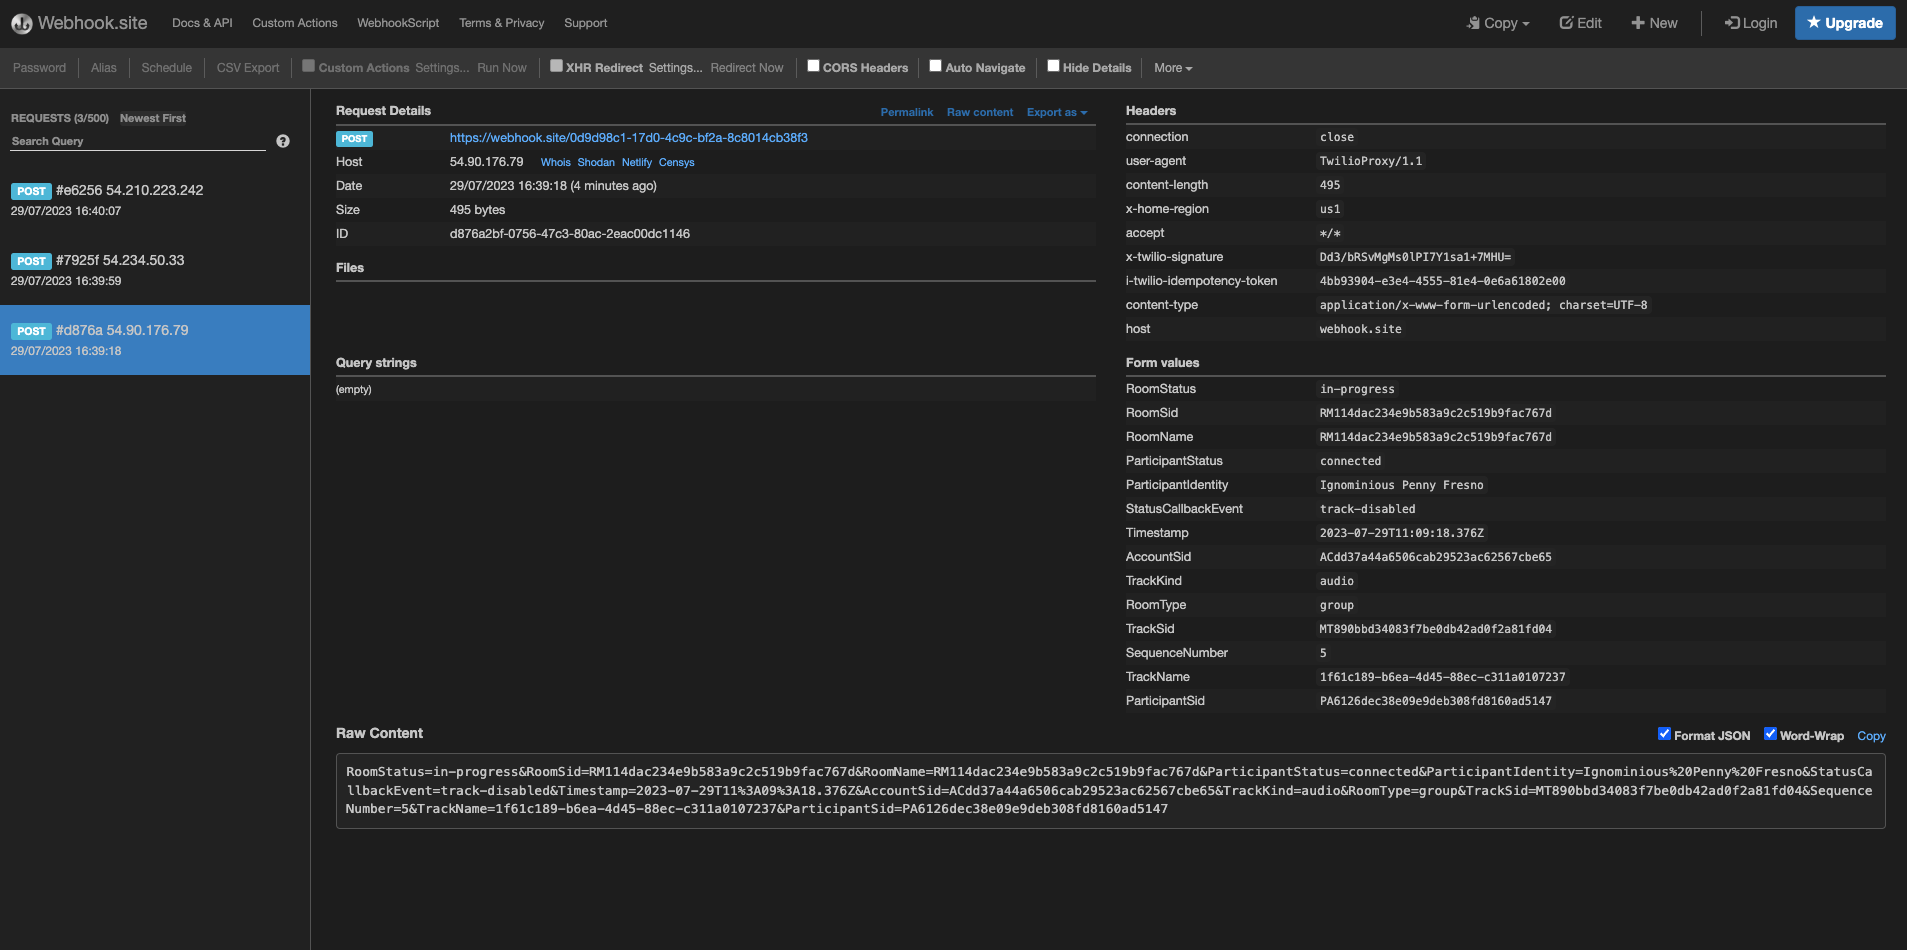 Webhook.site Docs & API Custom Actions WebhookScript Terms & Privacy Support Copy Edit New Login Upgrade
Password Alias Schedule CSV Export Custom Actions Settings... Run Now XHR Redirect Settings... Redirect Now CORS Headers Auto Navigate Hide Details More
REQUESTS (3/500) Newest First
Search Query
POST #e6256 54.210.223.242
29/07/2023 16:40:07
POST #7925f 54.234.50.33
29/07/2023 16:39:59
POST #d876a 54.90.176.79
29/07/2023 16:39:18
Request Details Permalink Raw content Export as
POST https://webhook.site/0d9d98c1-17d0-4c9c-bf2a-8c8014cb38f3
Host 54.90.176.79 Whois Shodan Netlify Censys
Date 29/07/2023 16:39:18 (4 minutes ago)
Size 495 bytes
ID d876a2bf-0756-47c3-80ac-2eac00dc1146
Files
Query strings
(empty)
Headers
connection close
user-agent TwilioProxy/1.1
content-length 495
x-home-region us1
accept */*
x-twilio-signature Dd3/bRSvMgMs0lPI7Y1sa1+7MHU=
i-twilio-idempotency-token 4bb93904-e3e4-4555-81e4-0e6a61802e00
content-type application/x-www-form-urlencoded; charset=UTF-8
host webhook.site
Form values
RoomStatus in-progress
RoomSid RM114dac234e9b583a9c2c519b9fac767d
RoomName RM114dac234e9b583a9c2c519b9fac767d
ParticipantStatus connected
ParticipantIdentity Ignominious Penny Fresno
StatusCallbackEvent track-disabled
Timestamp 2023-07-29T11:09:18.376Z
AccountSid ACdd37a44a6506cab29523ac62567cbe65
TrackKind audio
RoomType group
TrackSid MT890bbd34083f7be0db42ad0f2a81fd04
SequenceNumber 5
TrackName 1f61c189-b6ea-4d45-88ec-c311a0107237
ParticipantSid PA6126dec38e09e9deb308fd8160ad5147
Raw Content Format JSON Word-Wrap Copy
RoomStatus=in-progress&RoomSid=RM114dac234e9b583a9c2c519b9fac767d&RoomName=RM114dac234e9b583a9c2c519b9fac767d&ParticipantStatus=connected&ParticipantIdentity=Ignominious%20Penny%20Fresno&StatusCa
llbackEvent=track-disabled&Timestamp=2023-07-29T11%3A09%3A18.376Z&AccountSid=ACdd37a44a6506cab29523ac62567cbe65&TrackKind=audio&RoomType=group&TrackSid=MT890bbd34083f7be0db42ad0f2a81fd04&Sequence
Number=5&TrackName=1f61c189-b6ea-4d45-88ec-c311a0107237&ParticipantSid=PA6126dec38e09e9deb308fd8160ad5147